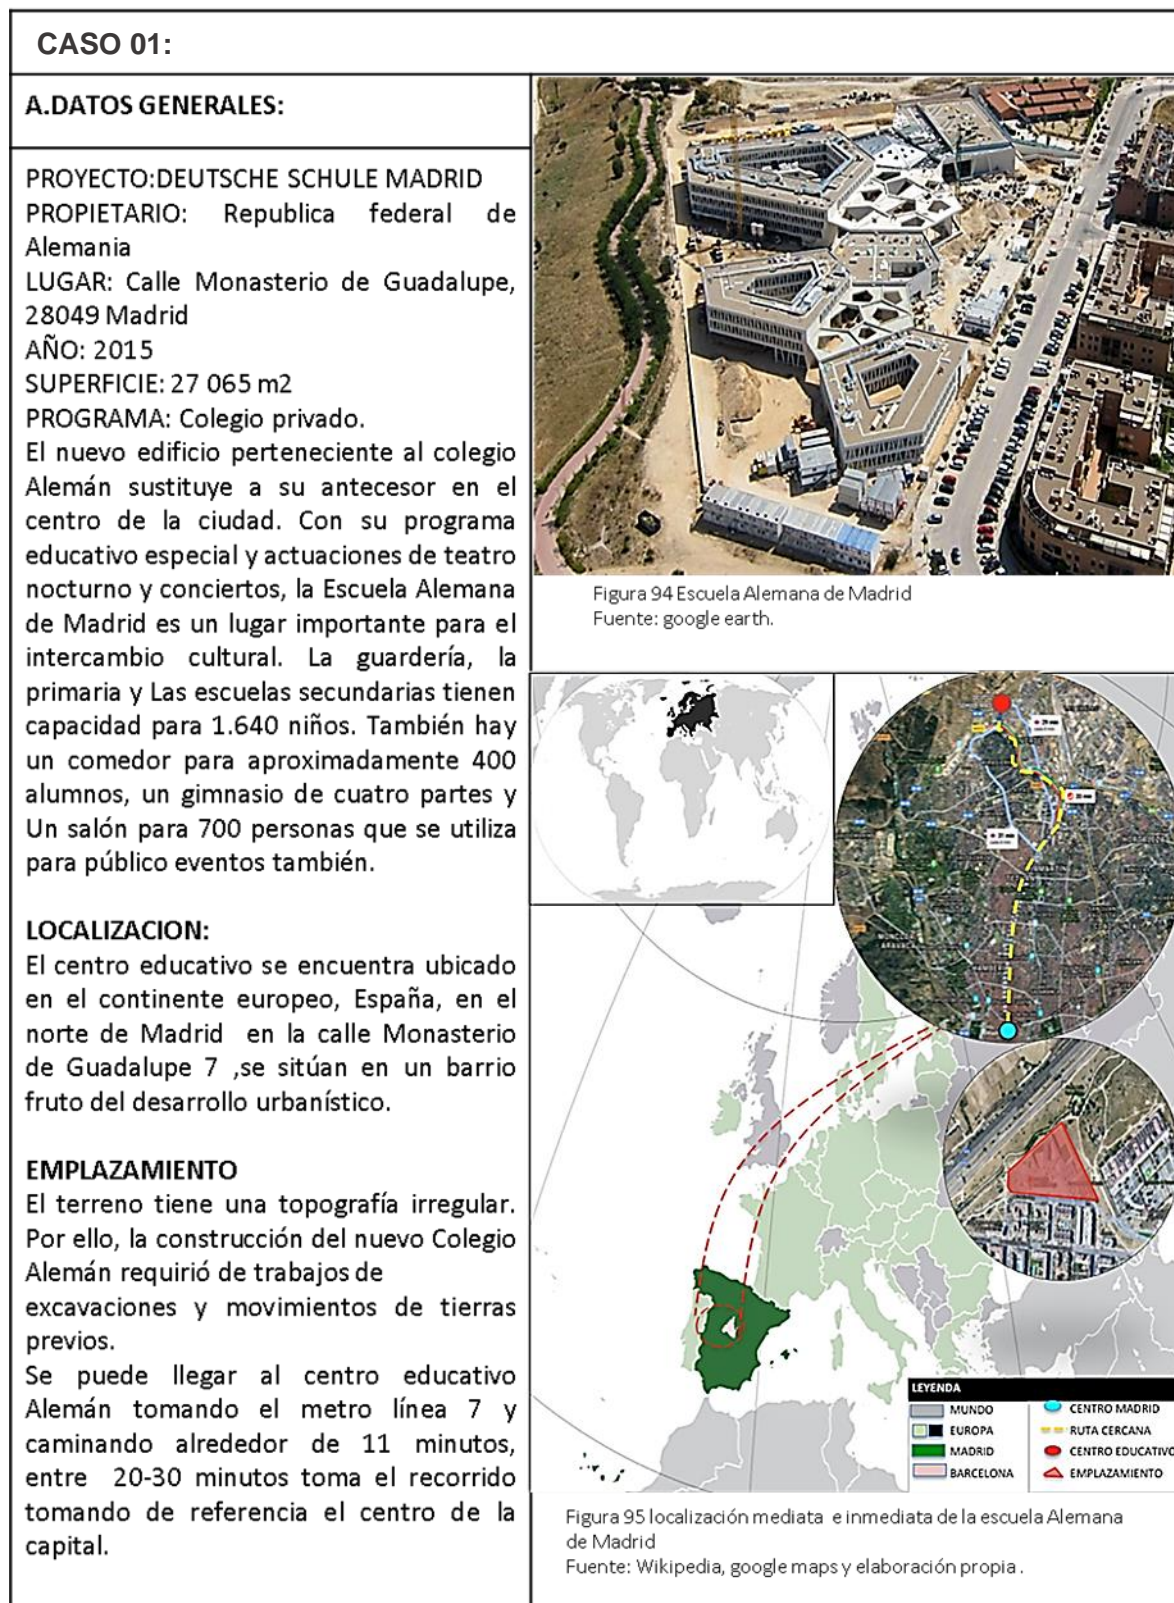 CASO 01:
A.DATOS GENERALES:
PROYECTO:DEUTSCHE SCHULE MADRID
PROPIETARIO: Republica federal de
Alemania
LUGAR: Calle Monasterio de Guadalupe,
28049 Madrid
AÑO: 2015
SUPERFICIE: 27 065 m2
PROGRAMA: Colegio privado.
El nuevo edificio perteneciente al colegio
Alemán sustituye a su antecesor en el
centro de la ciudad. Con su programa
educativo especial y actuaciones de teatro
nocturno y conciertos, la Escuela Alemana
de Madrid es un lugar importante para el
intercambio cultural. La guardería, la
primaria y Las escuelas secundarias tienen
capacidad para 1.640 niños. También hay
un comedor para aproximadamente 400
alumnos, un gimnasio de cuatro partes y
Un salón para 700 personas que se utiliza
para público eventos también.
LOCALIZACION:
El centro educativo se encuentra ubicado
en el continente europeo, España, en el
norte de Madrid en la calle Monasterio
de Guadalupe 7 ,se sitúan en un barrio
fruto del desarrollo urbanístico.
EMPLAZAMIENTO
El terreno tiene una topografía irregular.
Por ello, la construcción del nuevo Colegio
Alemán requirió de trabajos de
excavaciones y movimientos de tierras
previos.
Se puede llegar al centro educativo
Alemán tomando el metro línea 7 y
caminando alrededor de 11 minutos,
entre 20-30 minutos toma el recorrido
tomando de referencia el centro de la
capital.
Figura 94 Escuela Alemana de Madrid
Fuente: google earth.
LEYENDA
MUNDO
EUROPA
MADRID
BARCELONA
CENTRO MADRID
RUTA CERCANA
CENTRO EDUCATIVO
EMPLAZAMIENTO
Figura 95 localización mediata e inmediata de la escuela Alemana
de Madrid
Fuente: Wikipedia, google maps y elaboración propia .